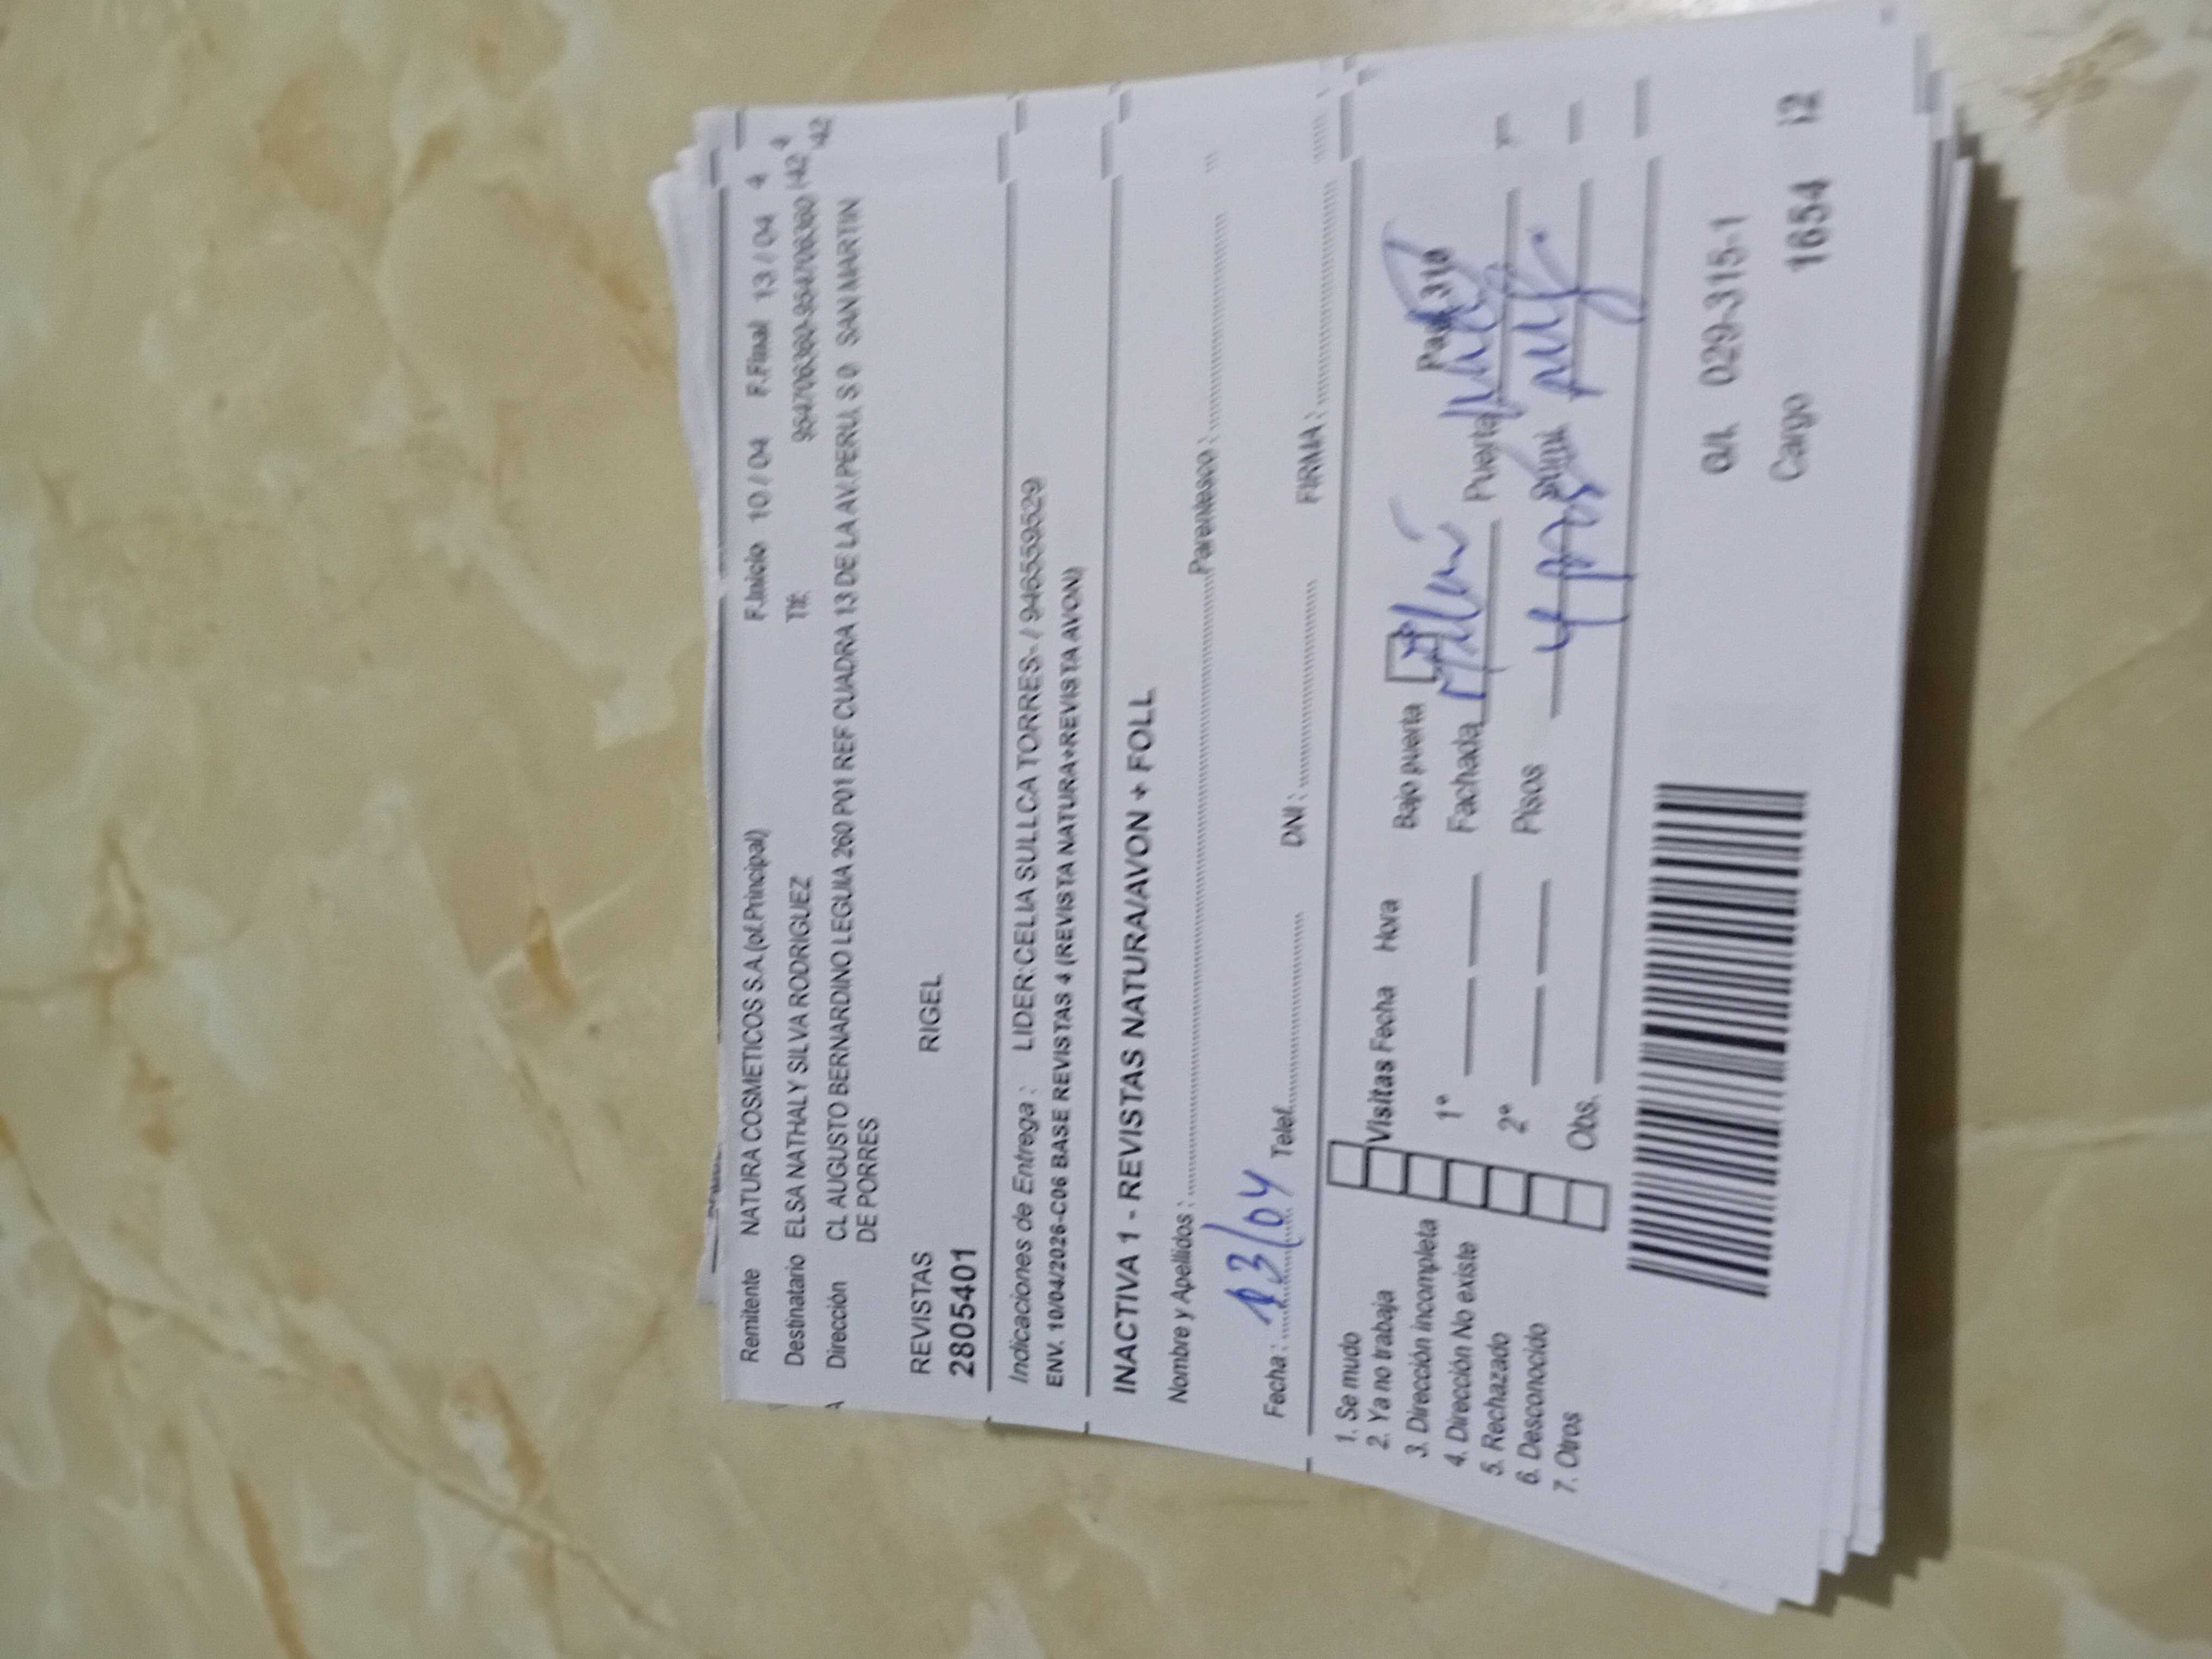 Remitente NATURA COSMETICOS S.A.(of.Principal) F.Inicio 10 / 04 F.Final 13 / 04
Destinatario ELSA NATHALY SILVA RODRIGUEZ Tlf. 954706360-954706360
Dirección CL AUGUSTO BERNARDINO LEGUIA 260 P01 REF CUADRA 13 DE LA AV.PERU, S 0 SAN MARTIN
DE PORRES
REVISTAS RIGEL
2805401
Indicaciones de Entrega : LIDER:CELIA SULLCA TORRES- / 946559529
ENV. 10/04/2026-C06 BASE REVISTAS 4 (REVISTA NATURA+REVISTA AVON)
INACTIVA 1 - REVISTAS NATURA/AVON + FOLL
Nombre y Apellidos : Parentesco :
Fecha : 13/04 Telef. DNI : FIRMA :
1. Se mudo
2. Ya no trabaja
3. Dirección incompleta
4. Dirección No existe
5. Rechazado
6. Desconocido
7. Otros
Visitas Fecha Hora Bajo puerta
1° Fachada Puerta
2° Pisos 4
Obs.
O/I. 029-315-1
Cargo 1654